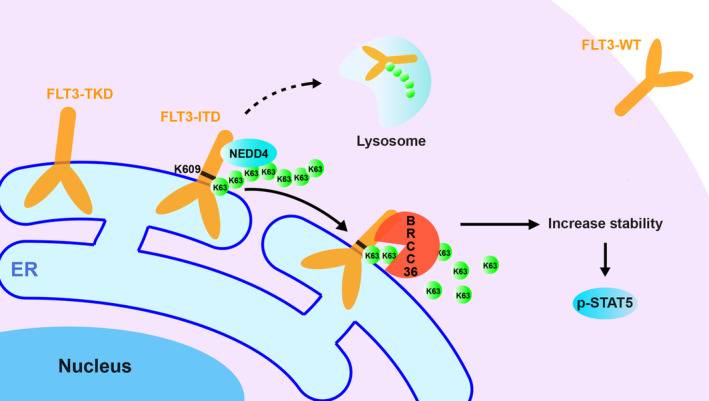 FLT3-WT
FLT3-TKD
FLT3-ITD
Lysosome
NEDD4
K609
K63
K63
K63
K63
K63
K63
K63
BRCC36
K63
K63
K63
K63
K63
K63
K63
Increase stability
p-STAT5
ER
Nucleus